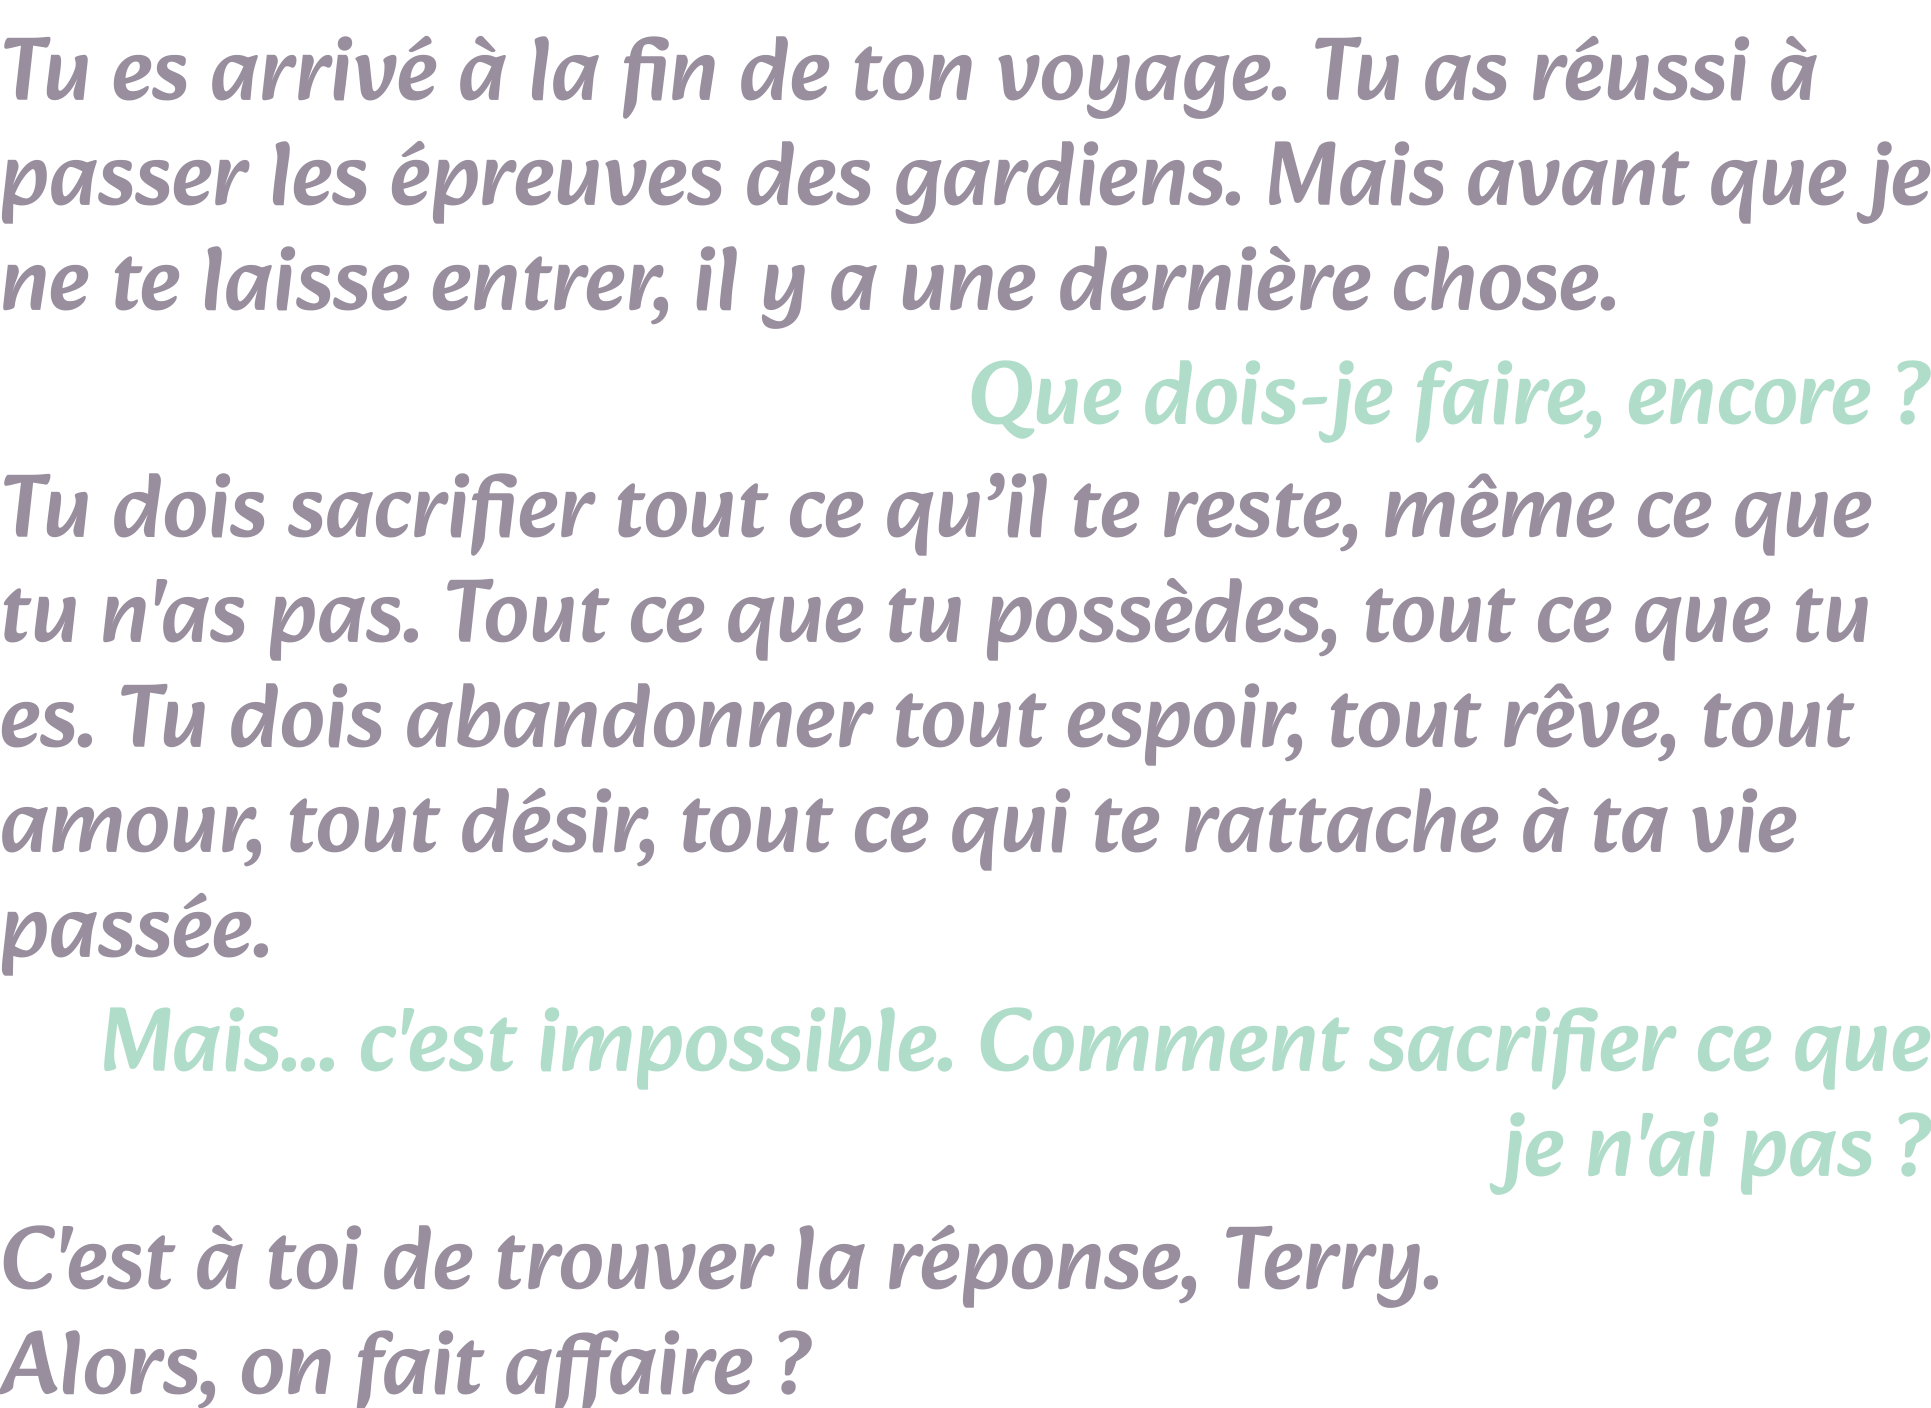 Tu es arrivé à la fin de ton voyage. Tu as réussi à
passer les épreuves des gardiens. Mais avant que je
ne te laisse entrer, il y a une dernière chose.
Que dois-je faire, encore ?
Tu dois sacrifier tout ce qu’il te reste, même ce que
tu n'as pas. Tout ce que tu possèdes, tout ce que tu
es. Tu dois abandonner tout espoir, tout rêve, tout
amour, tout désir, tout ce qui te rattache à ta vie
passée.
Mais... c'est impossible. Comment sacrifier ce que
je n'ai pas ?
C'est à toi de trouver la réponse, Terry.
Alors, on fait affaire ?